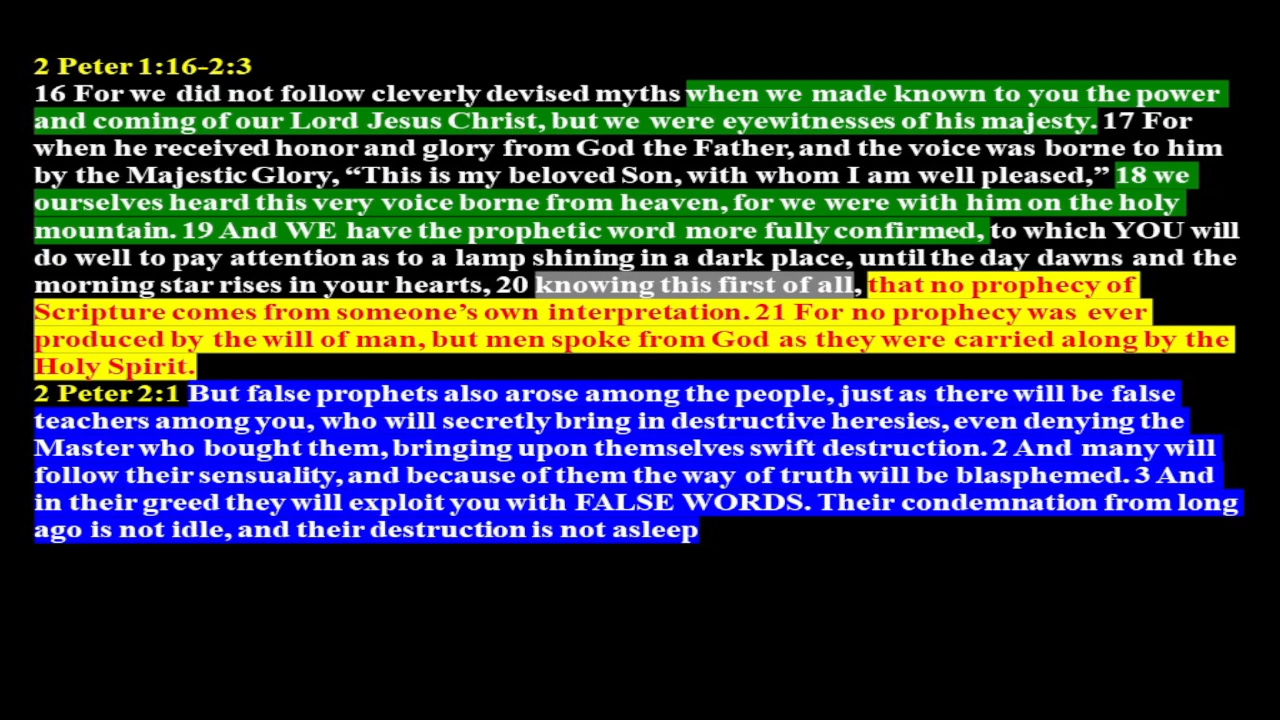 2 Peter 1:16-2:3
16 For we did not follow cleverly devised myths when we made known to you the power
and coming of our Lord Jesus Christ, but we were eyewitnesses of his majesty. 17 For
when he received honor and glory from God the Father, and the voice was borne to him
by the Majestic Glory, “This is my beloved Son, with whom I am well pleased,” 18 we
ourselves heard this very voice borne from heaven, for we were with him on the holy
mountain. 19 And WE have the prophetic word more fully confirmed, to which YOU will
do well to pay attention as to a lamp shining in a dark place, until the day dawns and the
morning star rises in your hearts, 20 knowing this first of all, that no prophecy of
Scripture comes from someone’s own interpretation. 21 For no prophecy was ever
produced by the will of man, but men spoke from God as they were carried along by the
Holy Spirit.
2 Peter 2:1 But false prophets also arose among the people, just as there will be false
teachers among you, who will secretly bring in destructive heresies, even denying the
Master who bought them, bringing upon themselves swift destruction. 2 And many will
follow their sensuality, and because of them the way of truth will be blasphemed. 3 And
in their greed they will exploit you with FALSE WORDS. Their condemnation from long
ago is not idle, and their destruction is not asleep